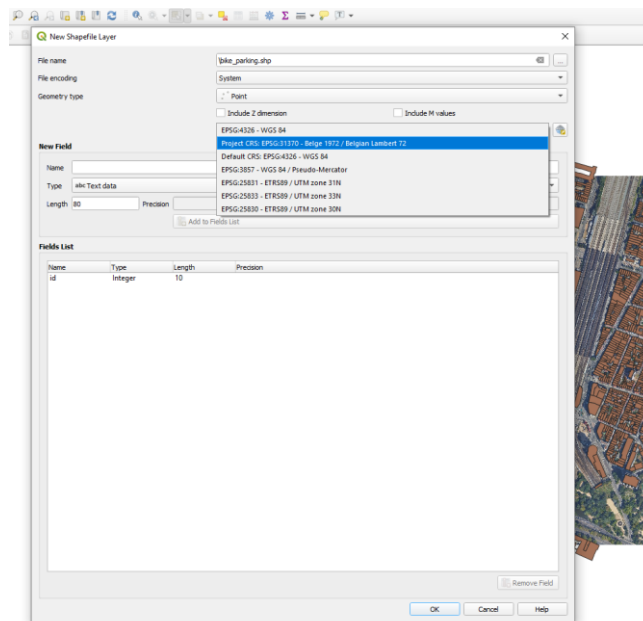 New Shapefile Layer
File name
\bike_parking.shp
...
File encoding
System
Geometry type
Point
Include Z dimension
Include M values
EPSG:4326 - WGS 84
Project CRS: EPSG:31370 - Belge 1972 / Belgian Lambert 72
Default CRS: EPSG:4326 - WGS 84
EPSG:3857 - WGS 84 / Pseudo-Mercator
EPSG:25831 - ETRS89 / UTM zone 31N
EPSG:25833 - ETRS89 / UTM zone 33N
EPSG:25830 - ETRS89 / UTM zone 30N
New Field
Name
Type
abc Text data
Length
80
Precision
Add to Fields List
Fields List
Name Type Length Precision
id Integer 10
Remove Field
OK Cancel Help